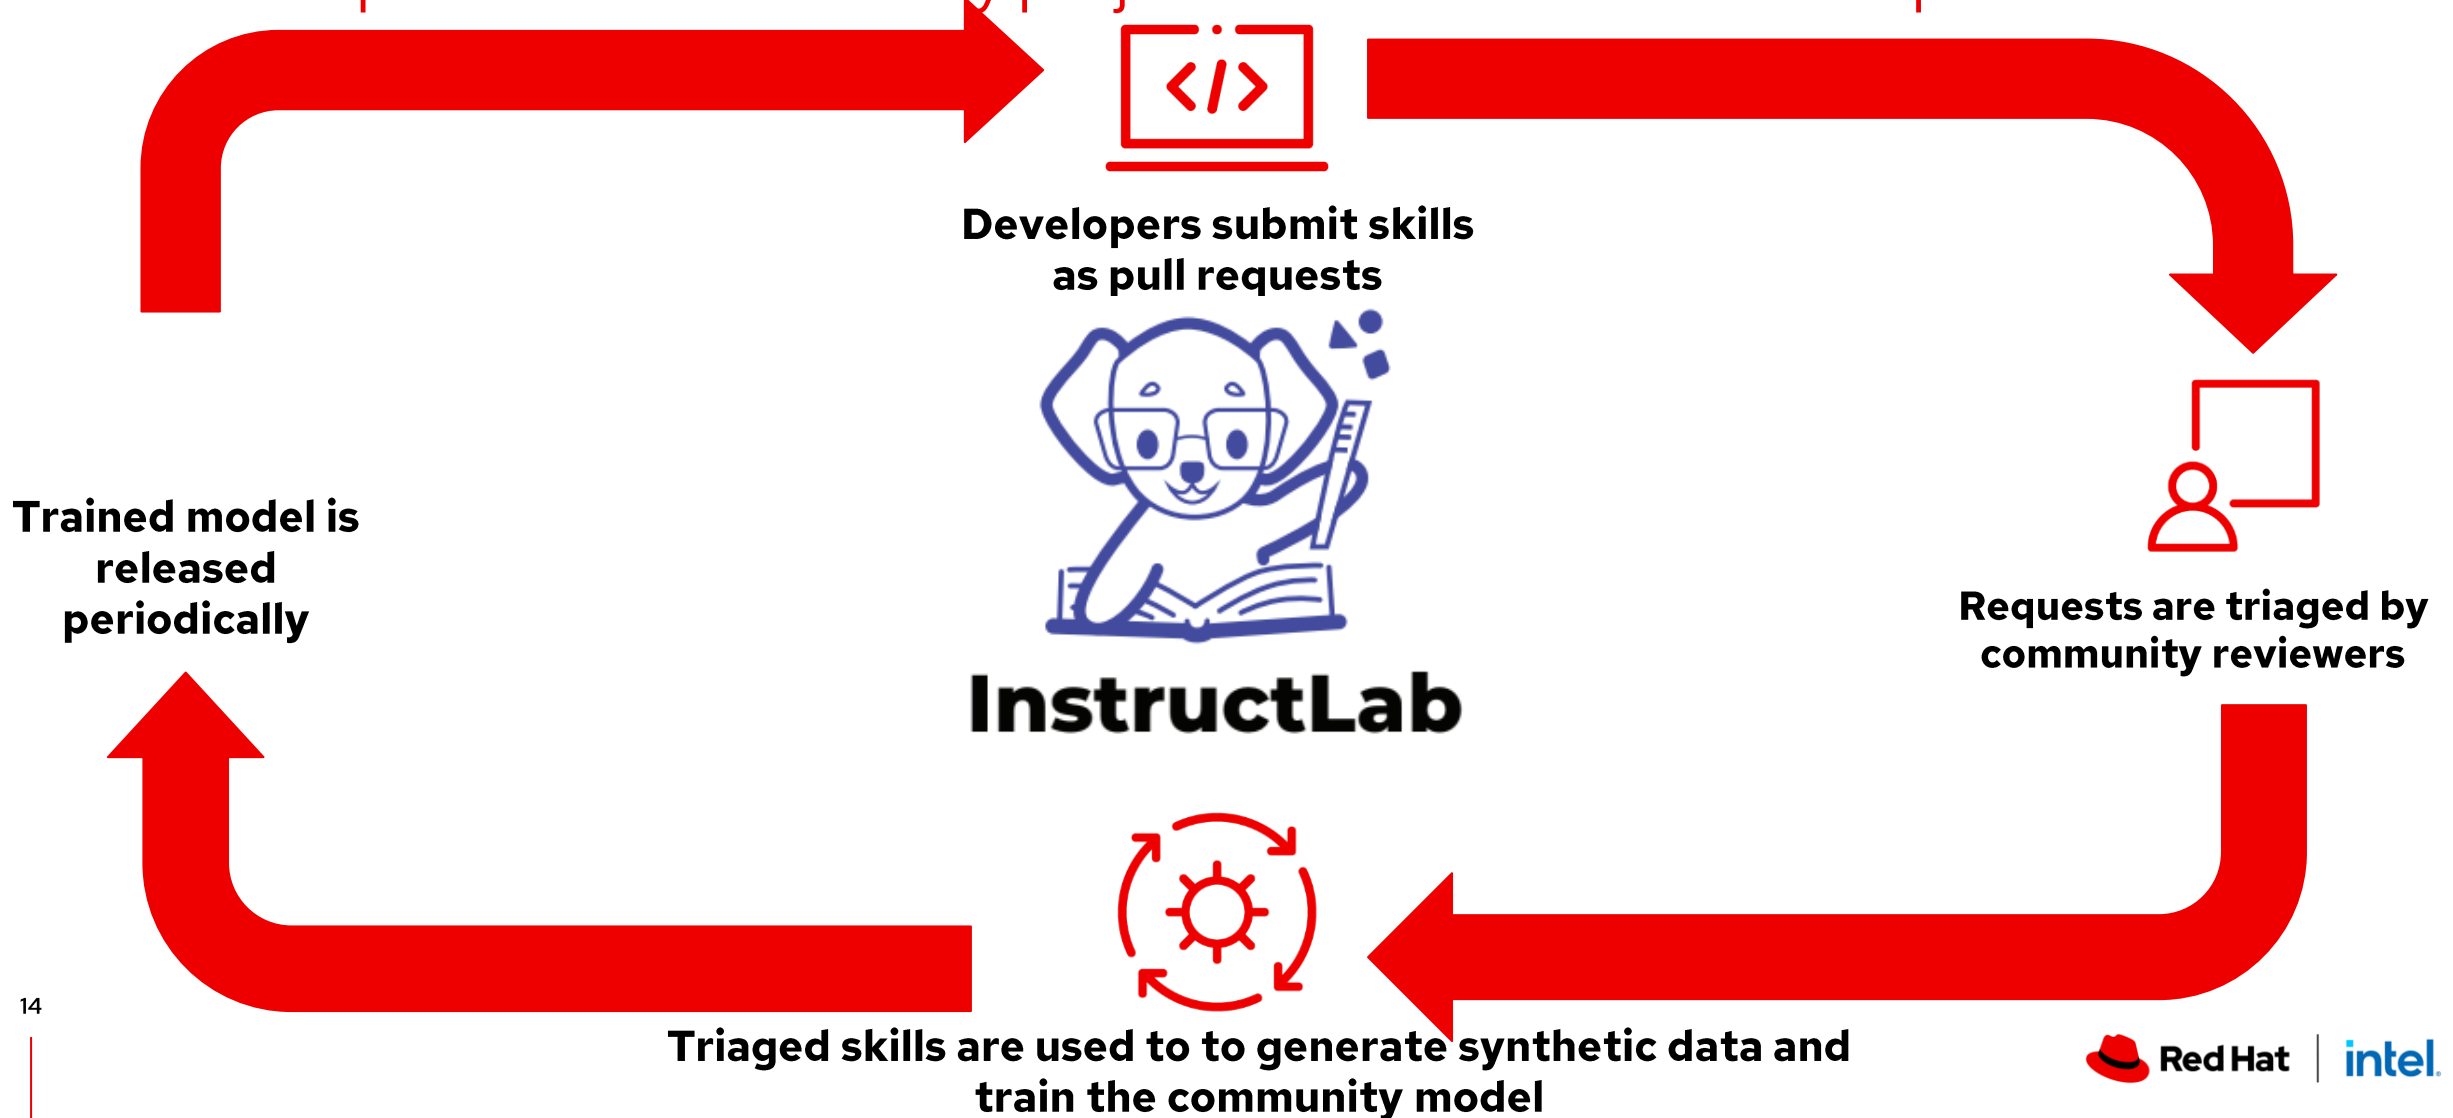 </>
Developers submit skills
as pull requests
Trained model is
released
periodically
Requests are triaged by
community reviewers
InstructLab
14
Triaged skills are used to to generate synthetic data and
train the community model
Red Hat
intel.